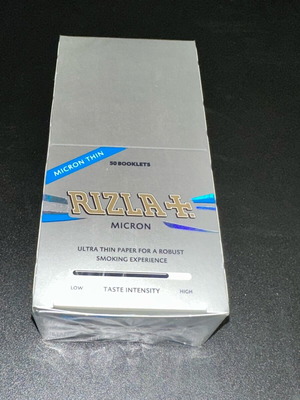 50 BOOKLETS
MICRON THIN
RIZLA+.
MICRON
ULTRA THIN PAPER FOR A ROBUST
SMOKING EXPERIENCE
LOW TASTE INTENSITY HIGH